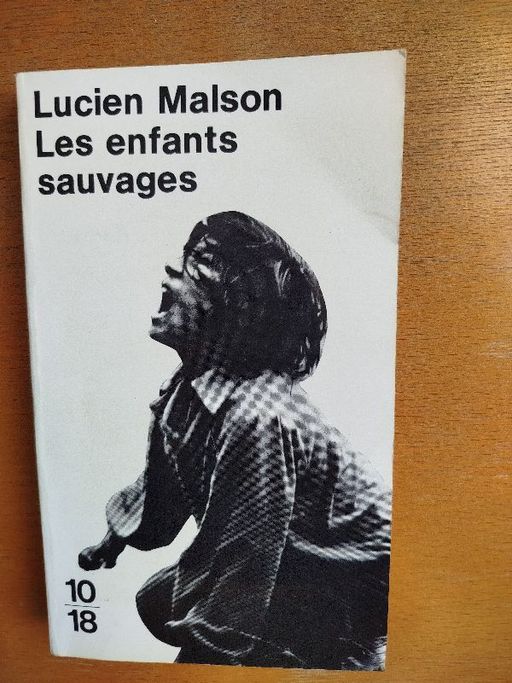 Lucien Malson
Les enfants
sauvages
10
18